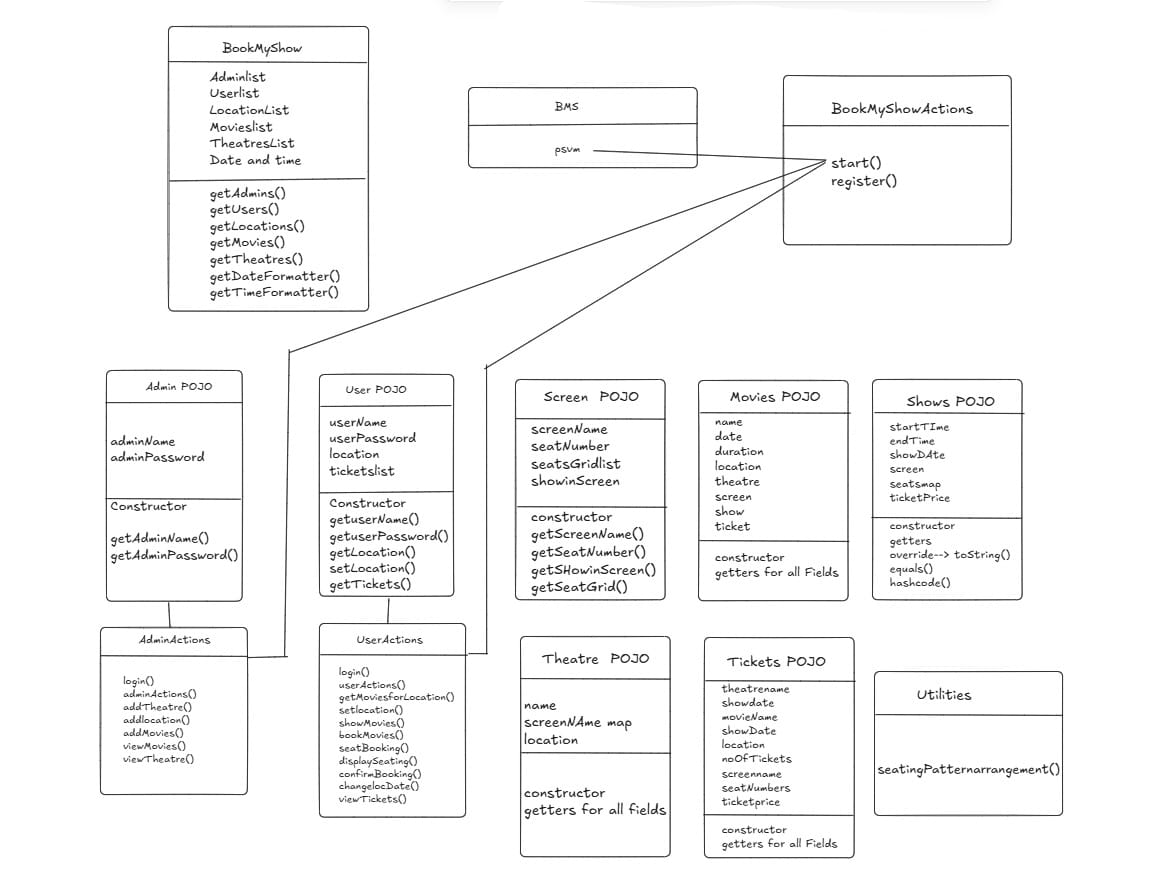 BookMyShow
Adminlist
Userlist
LocationList
Movieslist
TheatresList
Date and time
getAdmins()
getUsers()
getLocations()
getMovies()
getTheatres()
getDateFormatter()
getTimeFormatter()
BMS
psvm
BookMyShowActions
start()
register()
Admin POJO
adminName
adminPassword
Constructor
getAdminName()
getAdminPassword()
User POJO
userName
userPassword
location
ticketslist
Constructor
getuserName()
getuserPassword()
getLocation()
setLocation()
getTickets()
Screen POJO
screenName
seatNumber
seatsGridlist
showinScreen
constructor
getScreenName()
getSeatNumber()
getSHowinScreen()
getSeatGrid()
Movies POJO
name
date
duration
location
theatre
screen
show
ticket
constructor
getters for all Fields
Shows POJO
startTIme
endTime
showDAte
screen
seatsmap
ticketPrice
constructor
getters
override--> toString()
equals()
hashcode()
AdminActions
login()
adminActions()
addTheatre()
addlocation()
addMovies()
viewMovies()
viewTheatre()
UserActions
login()
userActions()
getMoviesforLocation()
setlocation()
showMovies()
bookMovies()
seatBooking()
displaySeating()
confirmBooking()
changelocDate()
viewTickets()
Theatre POJO
name
screenNAme map
location
constructor
getters for all fields
Tickets POJO
theatrename
showdate
movieName
showDate
location
noOfTickets
screenname
seatNumbers
ticketprice
constructor
getters for all Fields
Utilities
seatingPatternarrangement()